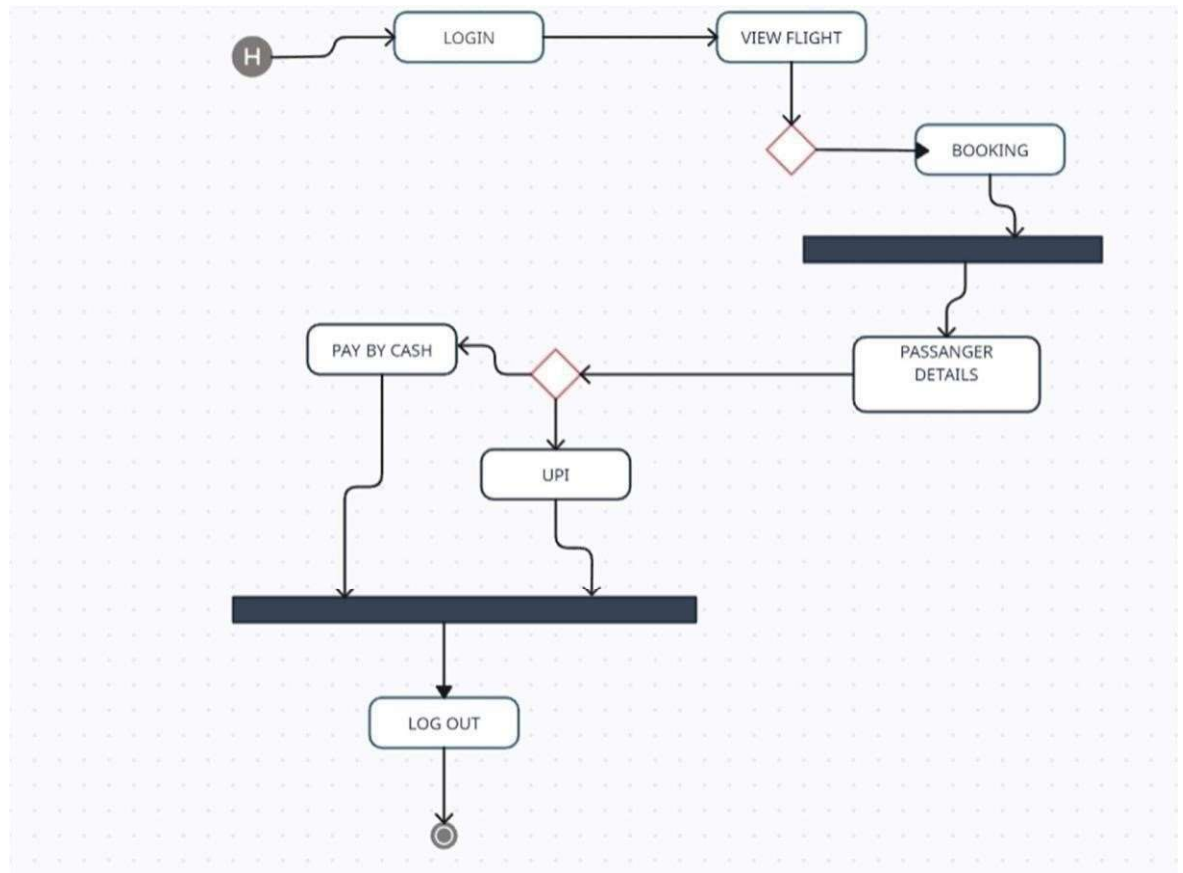 H
LOGIN
VIEW FLIGHT
BOOKING
PASSANGER
DETAILS
PAY BY CASH
UPI
LOG OUT